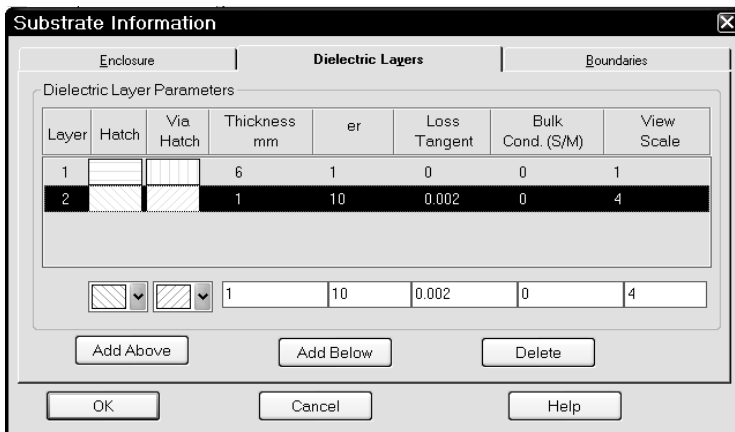 Substrate Information
Enclosure Dielectric Layers Boundaries
Dielectric Layer Parameters
Layer Hatch Via Hatch Thickness mm er Loss Tangent Bulk Cond. (S/M) View Scale
1 6 1 0 0 1
2 1 10 0.002 0 4
1 10 0.002 0 4
Add Above Add Below Delete
OK Cancel Help